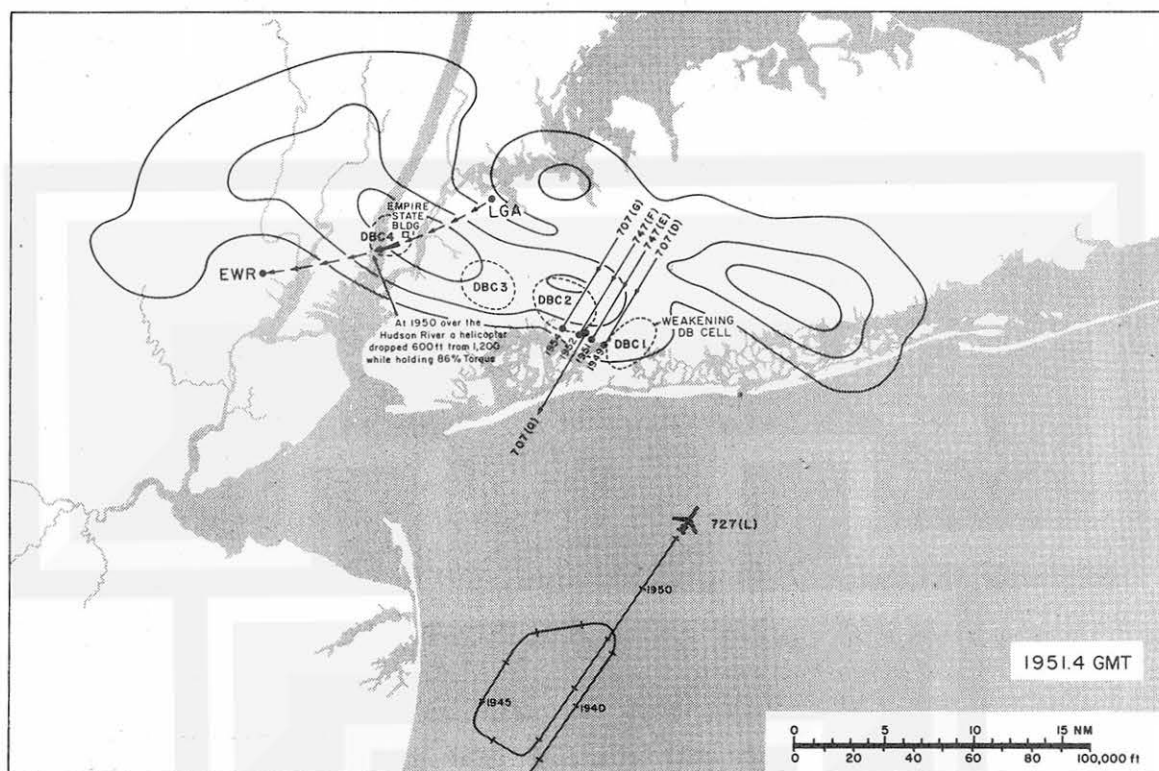 LGA
EMPIRE
STATE
BLDG
DBC4
EWR
DBC3
DBC2
707(G)
747(F)
747(E)
707(D)
WEAKENING
DB CELL
DBC1
1954
1952
1951
1949
At 1950 over the
Hudson River a helicopter
dropped 600ft from 1,200
while holding 86% Torque
707(G)
727(L)
1950
1945
1940
1951.4 GMT
0 5 10 15 NM
0 20 40 60 80 100,000 ft